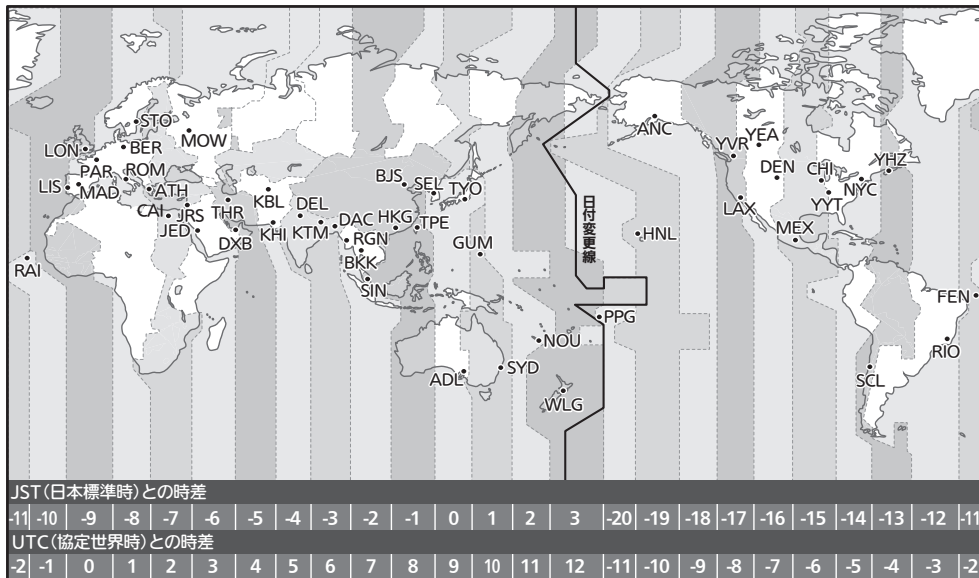 ANC
STO
MOW
LON
BER
YVR
YEA
PAR
ROM
DEN
CHI
YHZ
BJS
SEL
TYO
LIS
MAD
ATH
KBL
DEL
NYC
LAX
YYT
CAI
JRS
THR
DAC
HKG
TPE
JED
DXB
KHI
KTM
RGN
GUM
日付変更線
HNL
MEX
BKK
RAI
SIN
FEN
PPG
NOU
RIO
ADL
SYD
SCL
WLG
JST(日本標準時)との時差
-11 -10 -9 -8 -7 -6 -5 -4 -3 -2 -1 0 1 2 3 -20 -19 -18 -17 -16 -15 -14 -13 -12 -11
UTC(協定世界時)との時差
-2 -1 0 1 2 3 4 5 6 7 8 9 10 11 12 -11 -10 -9 -8 -7 -6 -5 -4 -3 -2